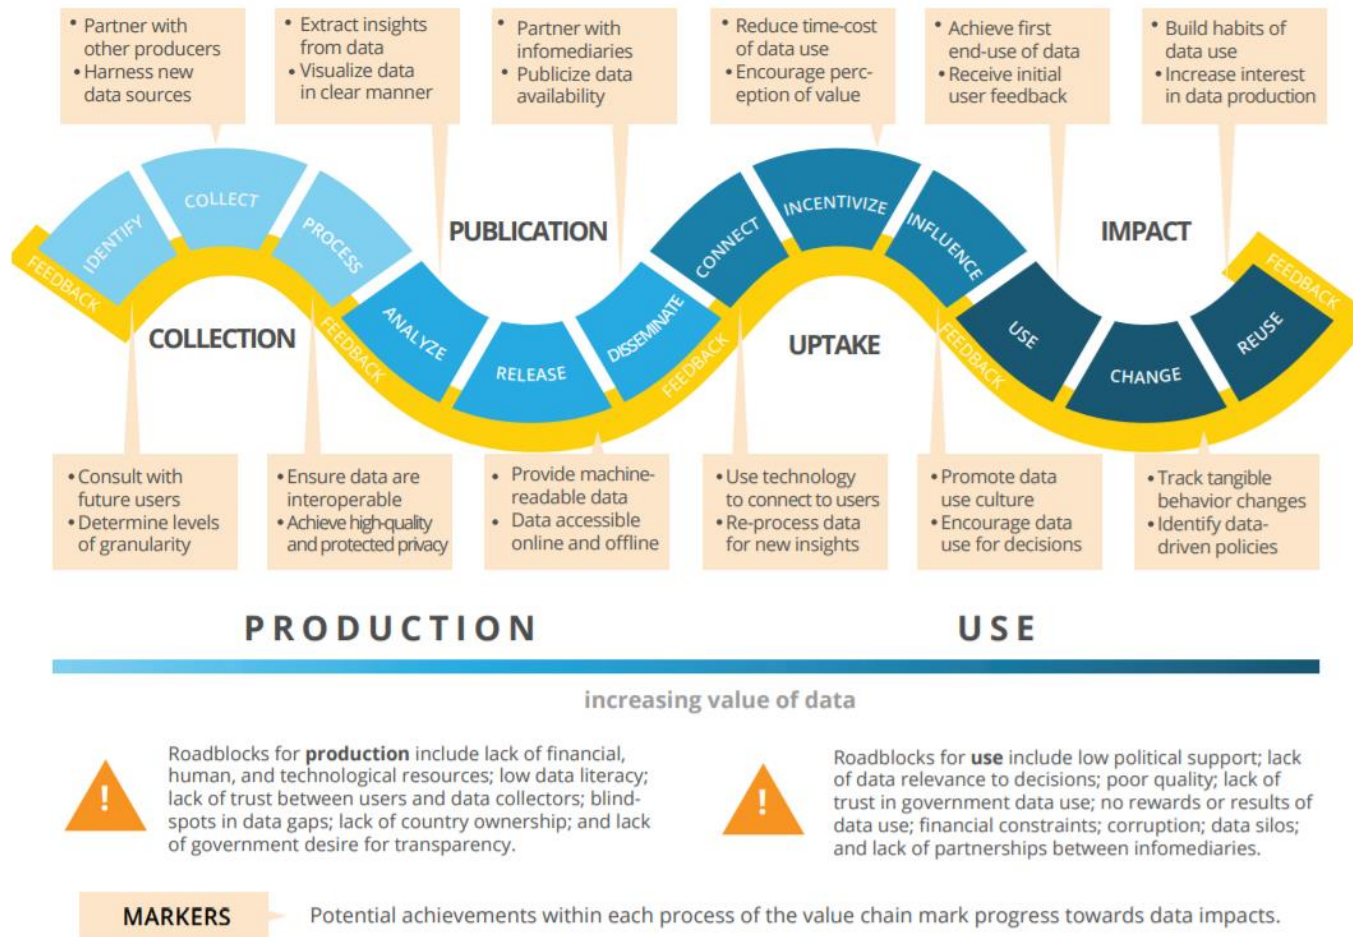 • Partner with
other producers
• Harness new
data sources
• Extract insights
from data
• Visualize data
in clear manner
• Partner with
infomediaries
• Publicize data
availability
• Reduce time-cost
of data use
• Encourage perc-
eption of value
• Achieve first
end-use of data
• Receive initial
user feedback
• Build habits of
data use
• Increase interest
in data production
IDENTIFY
COLLECT
PROCESS
ANALYZE
RELEASE
DISSEMINATE
CONNECT
INCENTIVIZE
INFLUENCE
USE
CHANGE
REUSE
FEEDBACK
FEEDBACK
FEEDBACK
FEEDBACK
FEEDBACK
COLLECTION
PUBLICATION
UPTAKE
IMPACT
• Consult with
future users
• Determine levels
of granularity
• Ensure data are
interoperable
• Achieve high-quality
and protected privacy
• Provide machine-
readable data
• Data accessible
online and offline
• Use technology
to connect to users
• Re-process data
for new insights
• Promote data
use culture
• Encourage data
use for decisions
• Track tangible
behavior changes
• Identify data-
driven policies
PRODUCTION
USE
increasing value of data
!
Roadblocks for production include lack of financial,
human, and technological resources; low data literacy;
lack of trust between users and data collectors; blind-
spots in data gaps; lack of country ownership; and lack
of government desire for transparency.
!
Roadblocks for use include low political support; lack
of data relevance to decisions; poor quality; lack of
trust in government data use; no rewards or results of
data use; financial constraints; corruption; data silos;
and lack of partnerships between infomediaries.
MARKERS
Potential achievements within each process of the value chain mark progress towards data impacts.